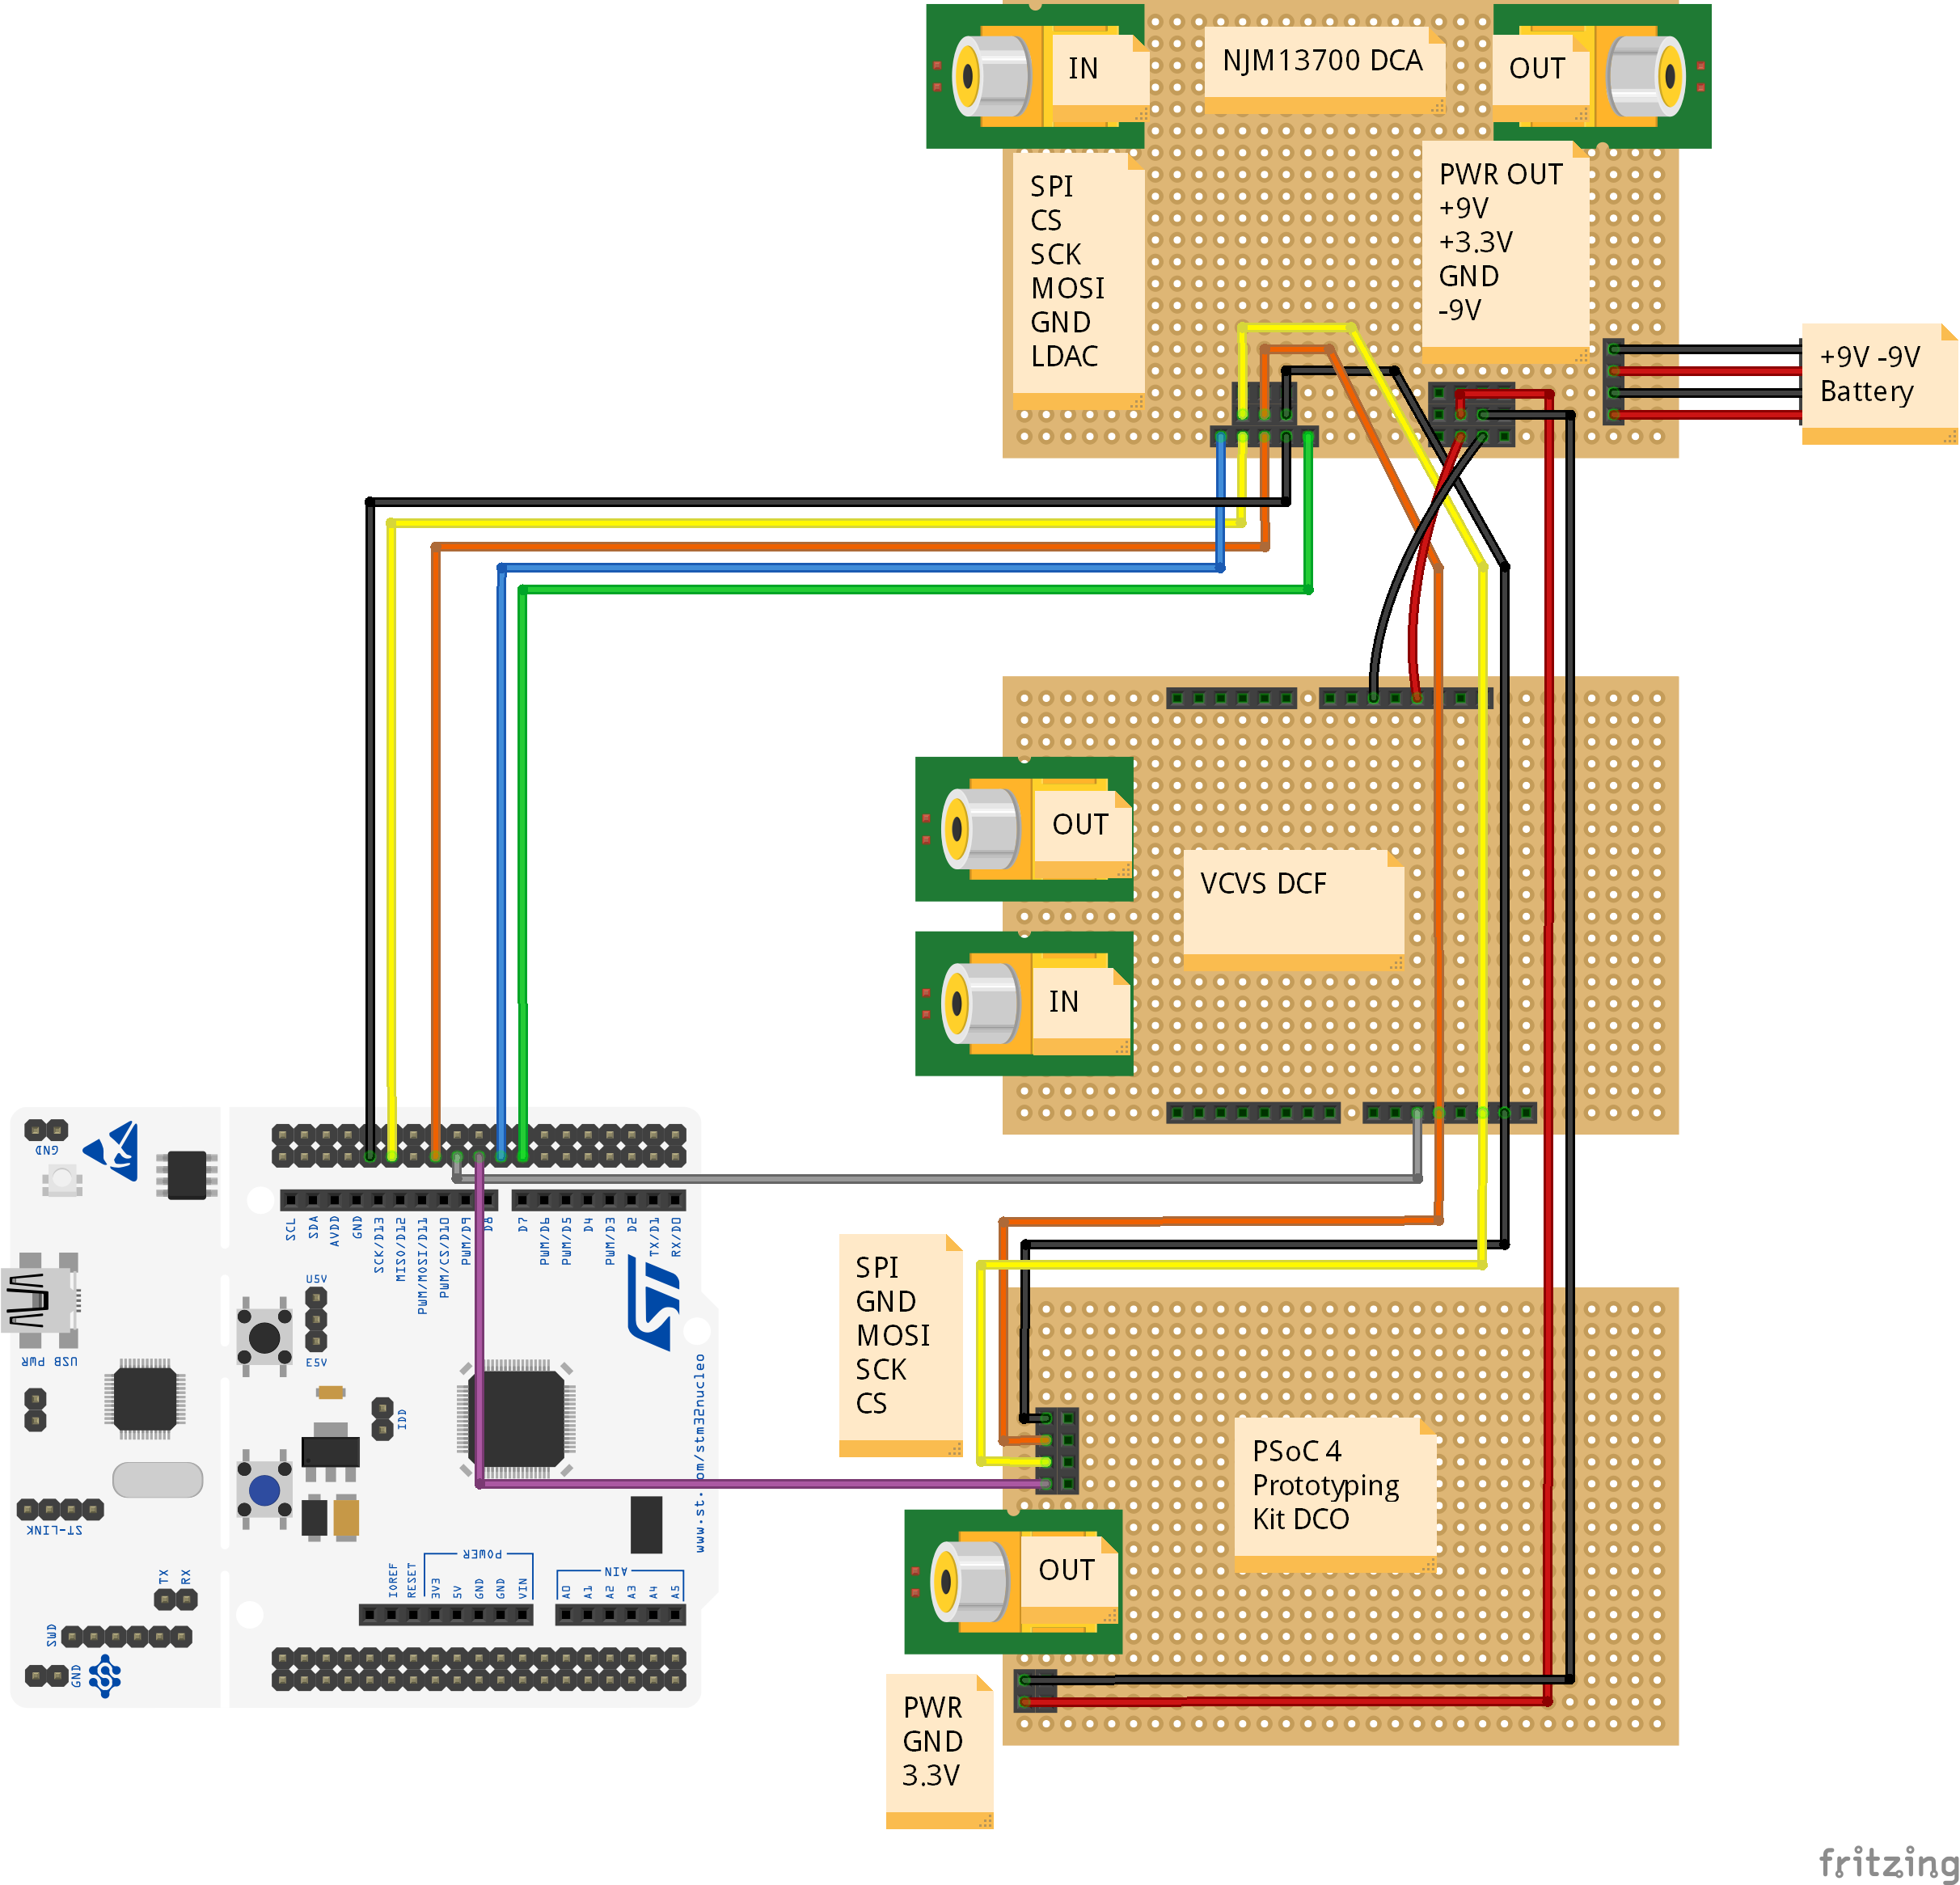 IN
NJM13700 DCA
OUT
SPI
CS
SCK
MOSI
GND
LDAC
PWR OUT
+9V
+3.3V
GND
-9V
+9V -9V
Battery
OUT
VCVS DCF
IN
GND
SCL
SDA
AVDD
GND
SCK/D13
MISO/D12
PWM/MOSI/D11
PWM/CS/D10
PWM/D9
D8
D7
PWM/D6
PWM/D5
D4
PWM/D3
D2
TX/D1
RX/D0
U5V
E5V
USB PWR
IDD
ST-LINK
TX
RX
SWD
GND
www.st.com/stm32nucleo
POWER
IOREF
RESET
3V3
5V
GND
GND
VIN
AIN
A0
A1
A2
A3
A4
A5
SPI
GND
MOSI
SCK
CS
PSoC 4
Prototyping
Kit DCO
OUT
PWR
GND
3.3V
fritzing